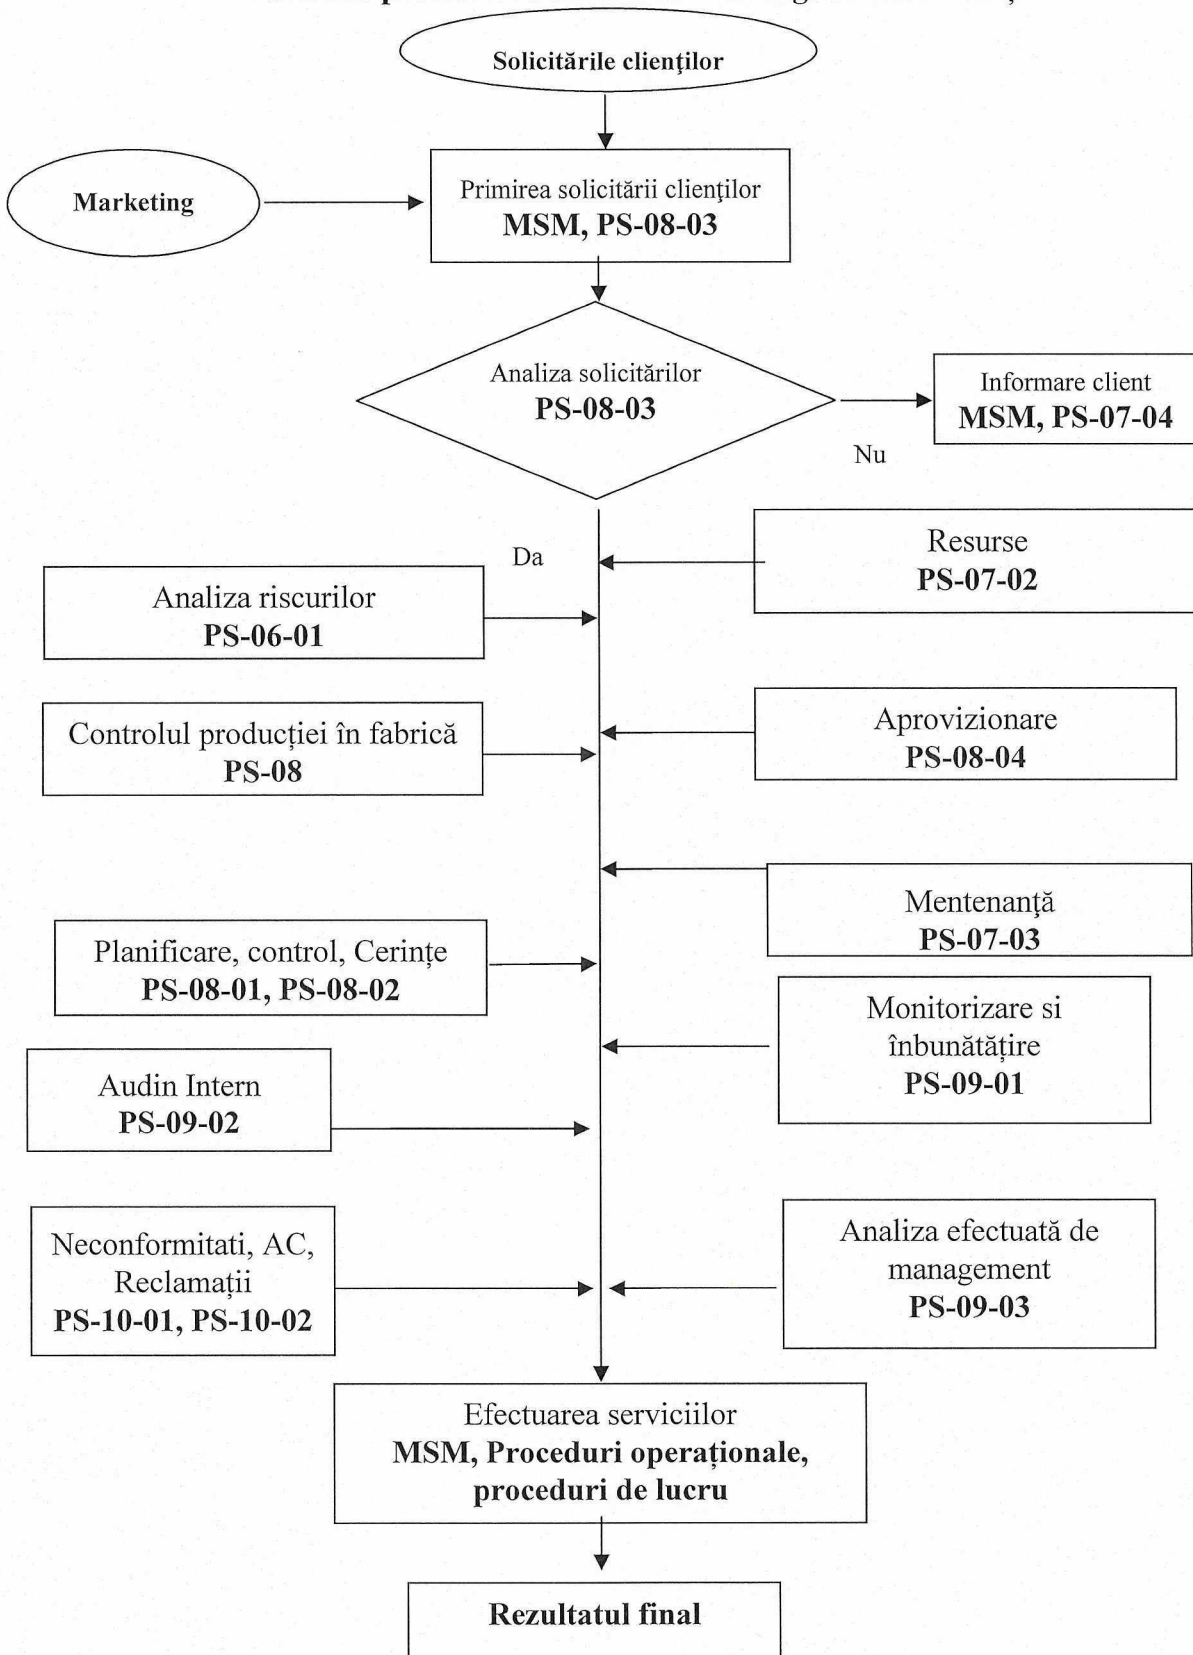 Solicitările clienţilor
Marketing
Primirea solicitării clienţilor
MSM, PS-08-03
Analiza solicitărilor
PS-08-03
Informare client
MSM, PS-07-04
Nu
Da
Resurse
PS-07-02
Analiza riscurilor
PS-06-01
Controlul producției în fabrică
PS-08
Aprovizionare
PS-08-04
Mentenanţă
PS-07-03
Planificare, control, Cerințe
PS-08-01, PS-08-02
Monitorizare si
înbunătățire
PS-09-01
Audin Intern
PS-09-02
Neconformitati, AC,
Reclamații
PS-10-01, PS-10-02
Analiza efectuată de
management
PS-09-03
Efectuarea serviciilor
MSM, Proceduri operaționale,
proceduri de lucru
Rezultatul final